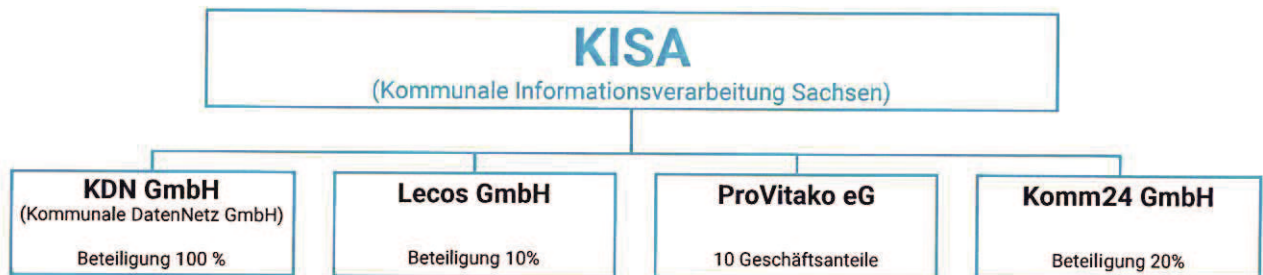 KISA
(Kommunale Informationsverarbeitung Sachsen)
KDN GmbH
(Kommunale DatenNetz GmbH)
Beteiligung 100 %
Lecos GmbH
Beteiligung 10%
ProVitako eG
10 Geschäftsanteile
Komm24 GmbH
Beteiligung 20%